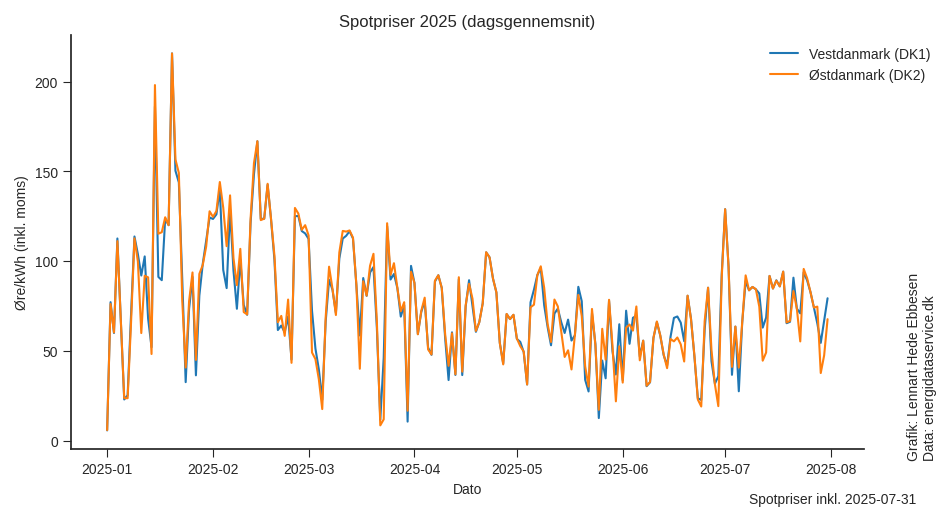 Spotpriser 2025 (dagsgennemsnit)
Vestdanmark (DK1)
Østdanmark (DK2)
Øre/kWh (inkl. moms)
200
150
100
50
0
2025-01
2025-02
2025-03
2025-04
2025-05
2025-06
2025-07
2025-08
Dato
Grafik: Lennart Hede Ebbesen
Data: energidataservice.dk
Spotpriser inkl. 2025-07-31